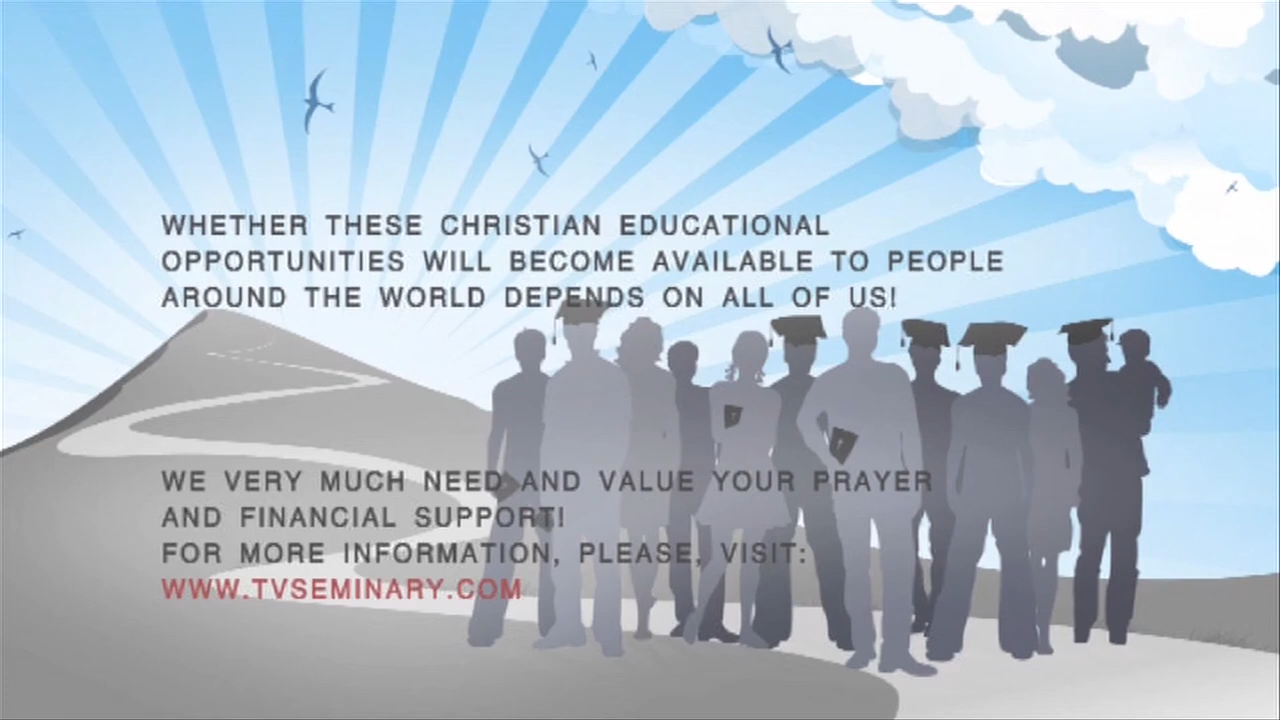 WHETHER THESE CHRISTIAN EDUCATIONAL
OPPORTUNITIES WILL BECOME AVAILABLE TO PEOPLE
AROUND THE WORLD DEPENDS ON ALL OF US!
WE VERY MUCH NEED AND VALUE YOUR PRAYER
AND FINANCIAL SUPPORT!
FOR MORE INFORMATION, PLEASE, VISIT:
WWW.TVSEMINARY.COM